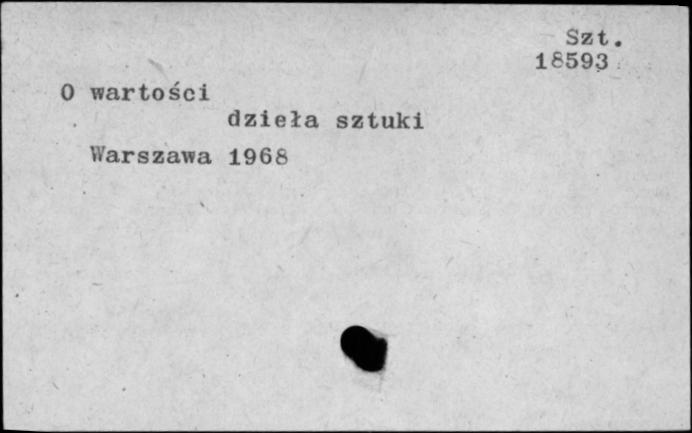 Szt.
18593
O wartości
dzieła sztuki
Warszawa 1968